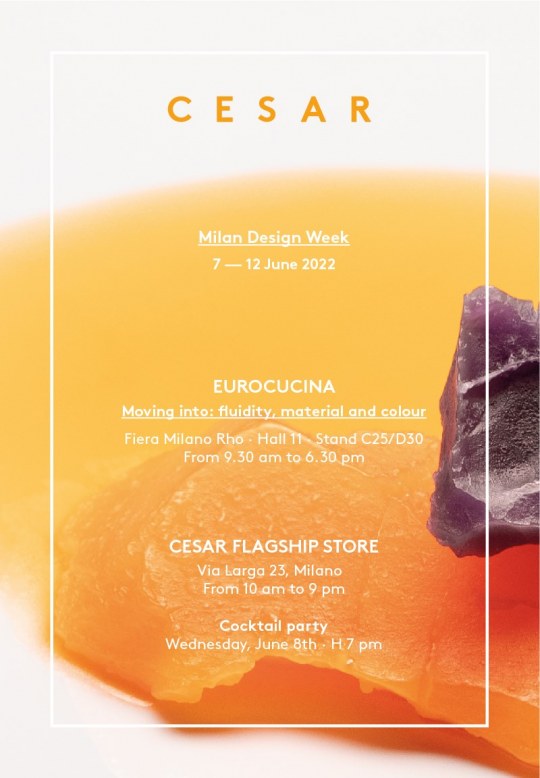 CESAR
Milan Design Week
7 — 12 June 2022
EUROCUCINA
Moving into: fluidity, material and colour
Fiera Milano Rho · Hall 11 · Stand C25/D30
From 9.30 am to 6.30 pm
CESAR FLAGSHIP STORE
Via Larga 23, Milano
From 10 am to 9 pm
Cocktail party
Wednesday, June 8th · H 7 pm